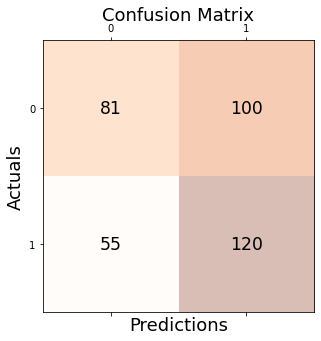 Confusion Matrix
0 1
0 81 100
Actuals
1 55 120
Predictions